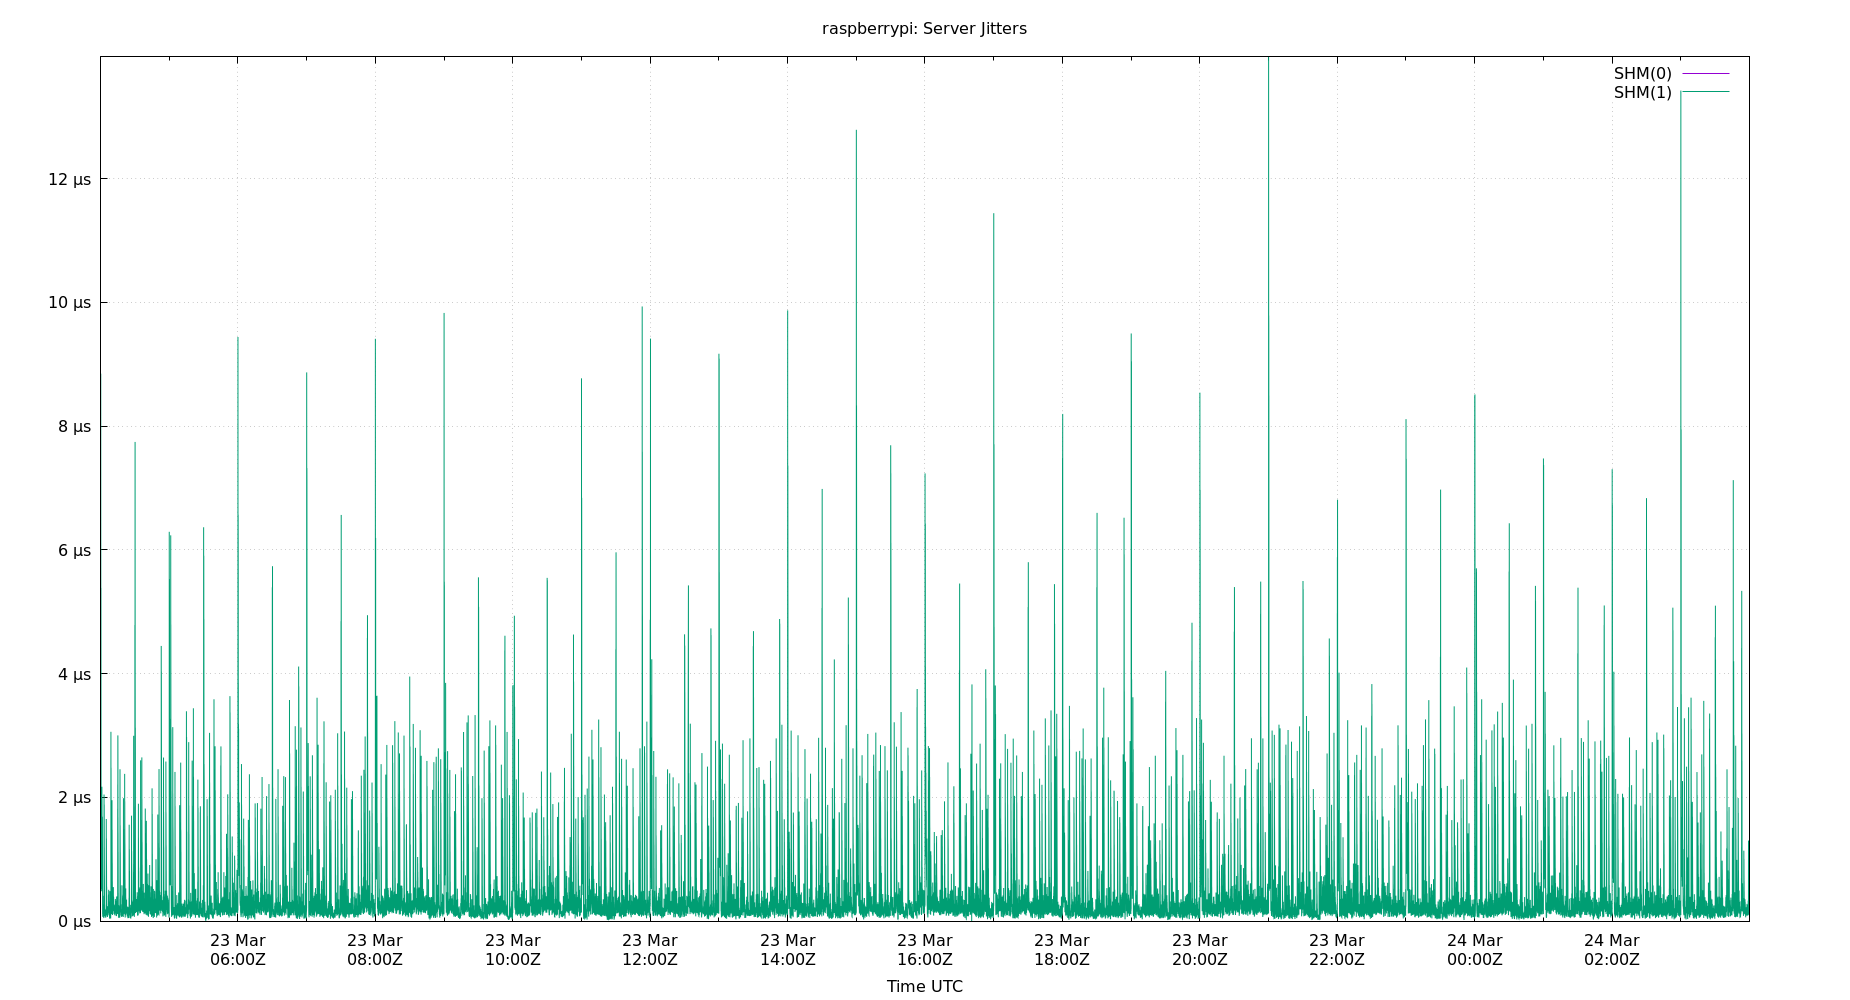 raspberrypi: Server Jitters
SHM(0)
SHM(1)
12 µs
10 µs
8 µs
6 µs
4 µs
2 µs
0 µs
23 Mar 23 Mar 23 Mar 23 Mar 23 Mar 23 Mar 23 Mar 23 Mar 23 Mar 24 Mar 24 Mar
06:00Z 08:00Z 10:00Z 12:00Z 14:00Z 16:00Z 18:00Z 20:00Z 22:00Z 00:00Z 02:00Z
Time UTC